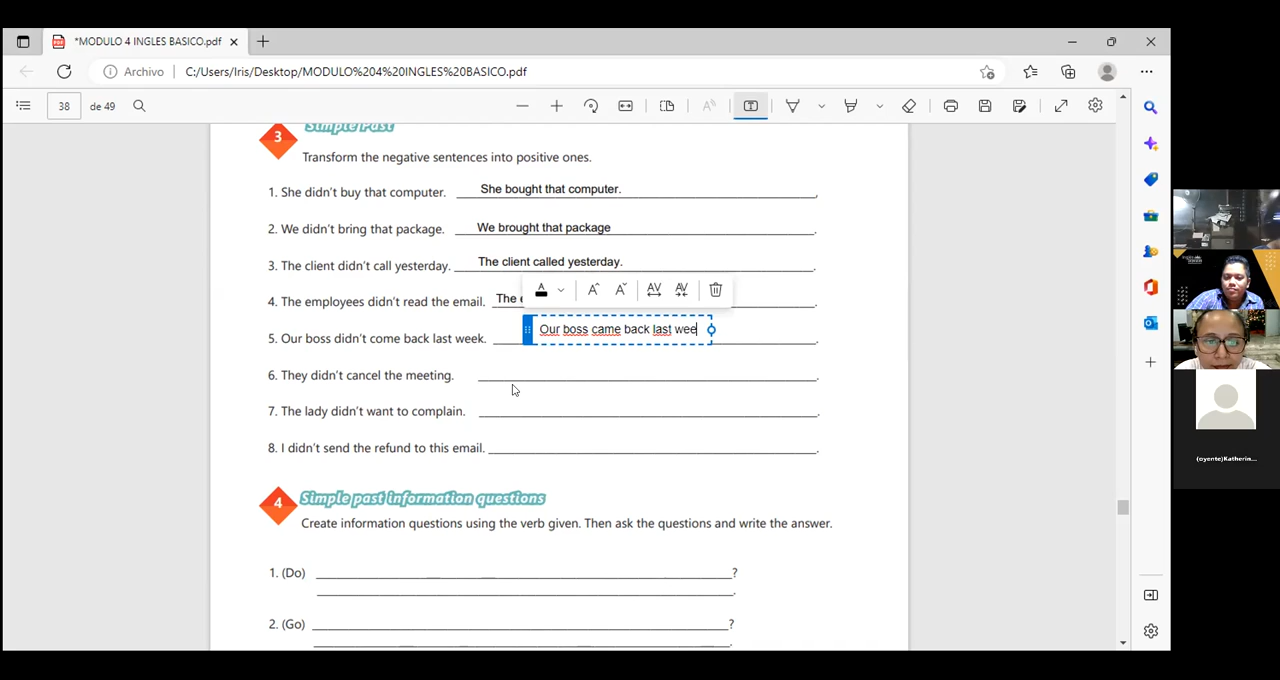 *MODULO 4 INGLES BASICO.pdf
Archivo C:/Users/Iris/Desktop/MODULO%204%20INGLES%20BASICO.pdf
38 de 49
3 Simple Past
Transform the negative sentences into positive ones.
1. She didn't buy that computer. She bought that computer.
2. We didn't bring that package. We brought that package
3. The client didn't call yesterday. The client called yesterday.
4. The employees didn't read the email. The e
5. Our boss didn't come back last week. Our boss came back last wee
6. They didn't cancel the meeting.
7. The lady didn't want to complain.
8. I didn't send the refund to this email.
4 Simple past information questions
Create information questions using the verb given. Then ask the questions and write the answer.
1. (Do) ?
2. (Go) ?
(oyente)Katherin...